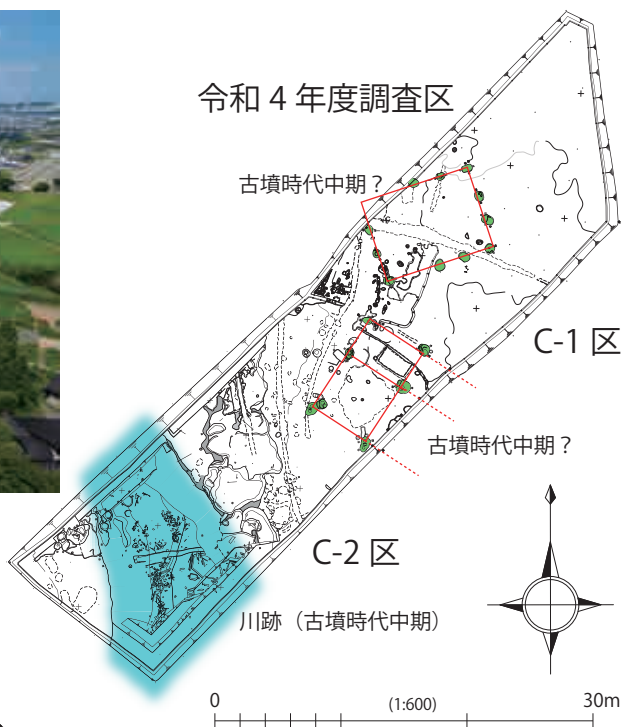 令和 4 年度調査区
古墳時代中期？
C-1 区
古墳時代中期？
C-2 区
川跡（古墳時代中期）
0 (1:600) 30m